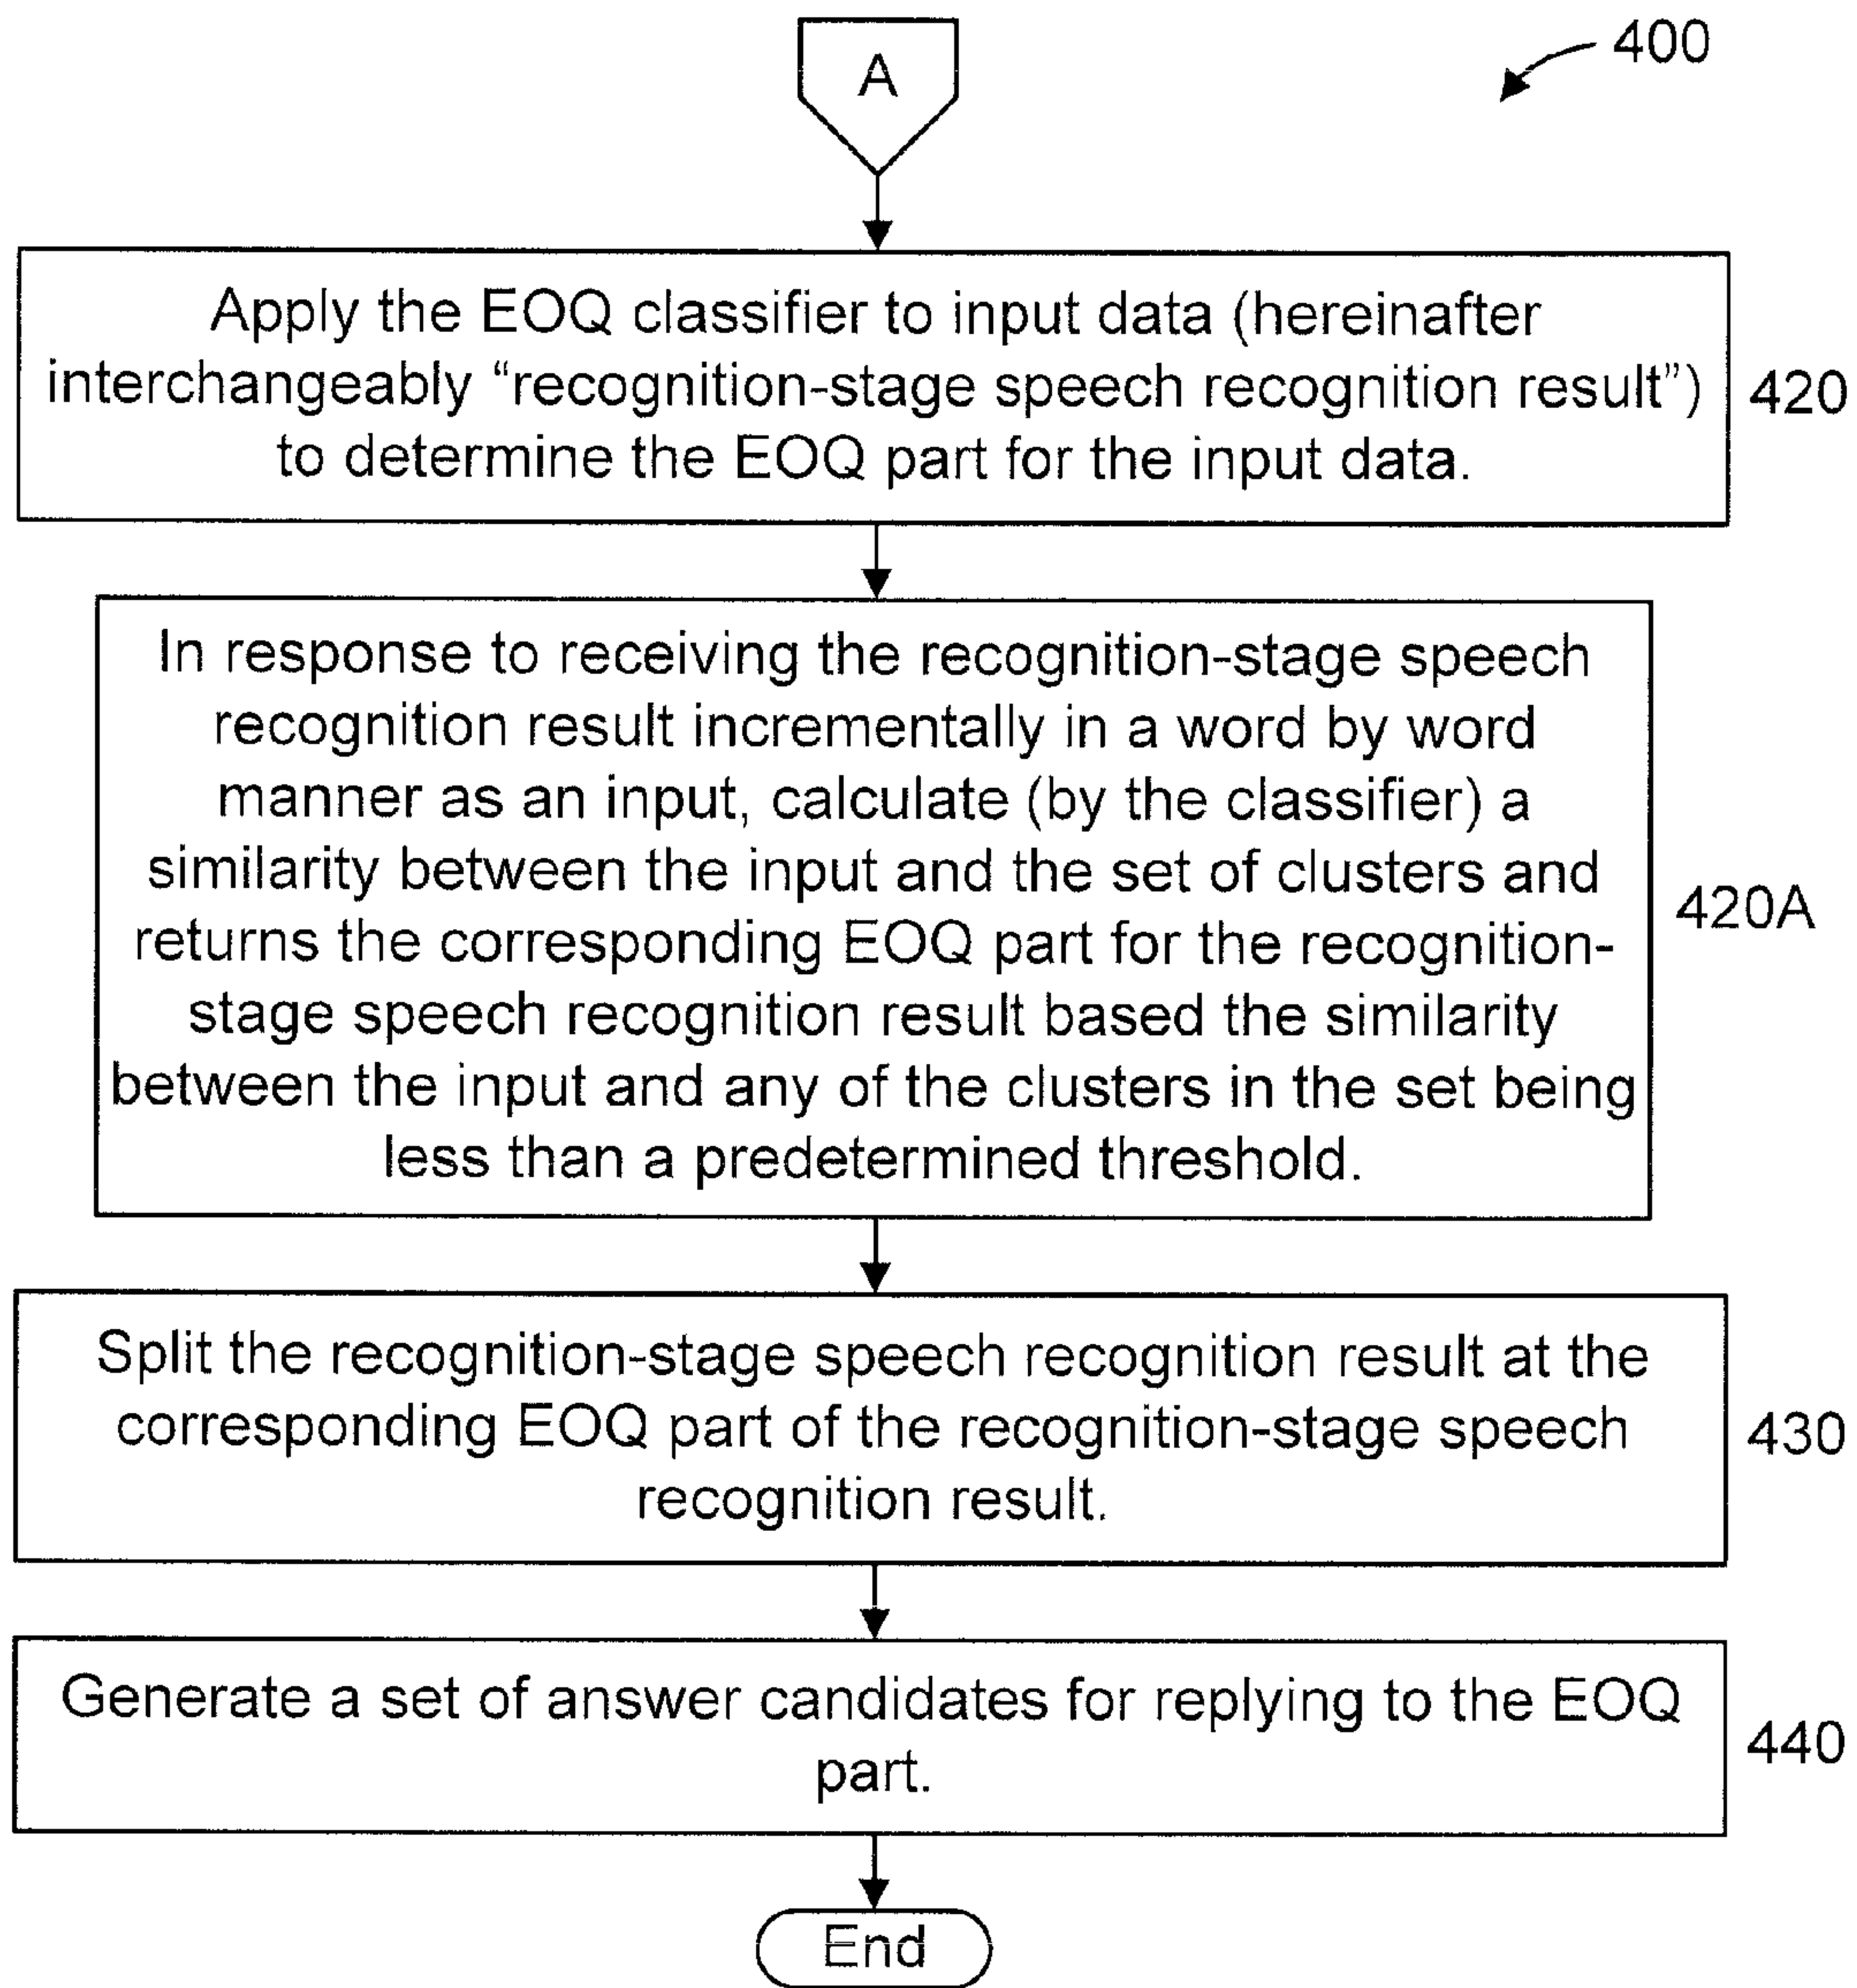 A
400
Apply the EOQ classifier to input data (hereinafter
interchangeably “recognition-stage speech recognition result”)
to determine the EOQ part for the input data.
420
In response to receiving the recognition-stage speech
recognition result incrementally in a word by word
manner as an input, calculate (by the classifier) a
similarity between the input and the set of clusters and
returns the corresponding EOQ part for the recognition-
stage speech recognition result based the similarity
between the input and any of the clusters in the set being
less than a predetermined threshold.
420A
Split the recognition-stage speech recognition result at the
corresponding EOQ part of the recognition-stage speech
recognition result.
430
Generate a set of answer candidates for replying to the EOQ
part.
440
End